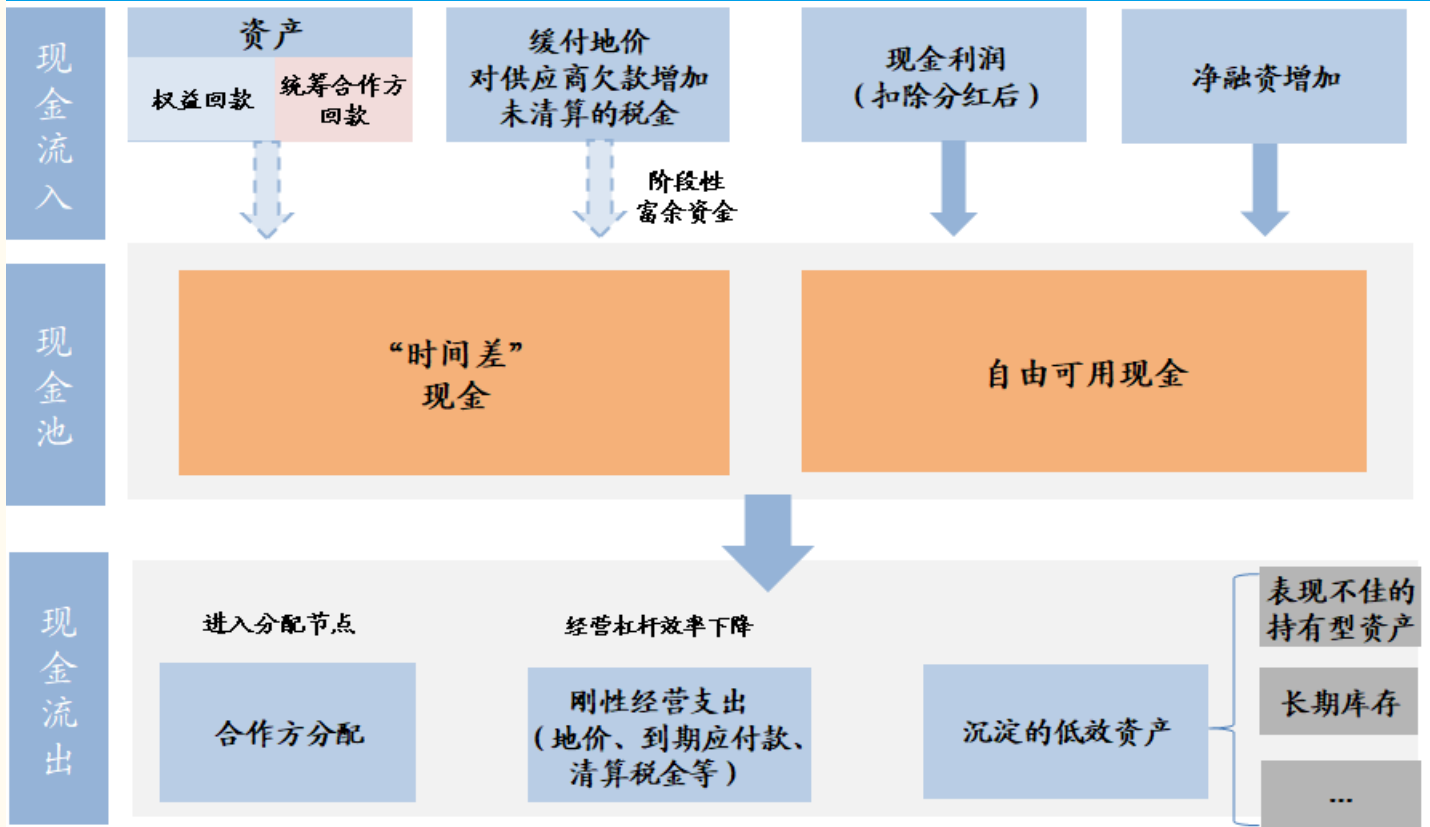 现金流入
资产
权益回款
统筹合作方
回款
缓付地价
对供应商欠款增加
未清算的税金
现金利润
（扣除分红后）
净融资增加
阶段性
富余资金
现金池
“时间差”
现金
自由可用现金
现金流出
进入分配节点
合作方分配
经营杠杆效率下降
刚性经营支出
（地价、到期应付款、
清算税金等）
沉淀的低效资产
表现不佳的
持有型资产
长期库存
...